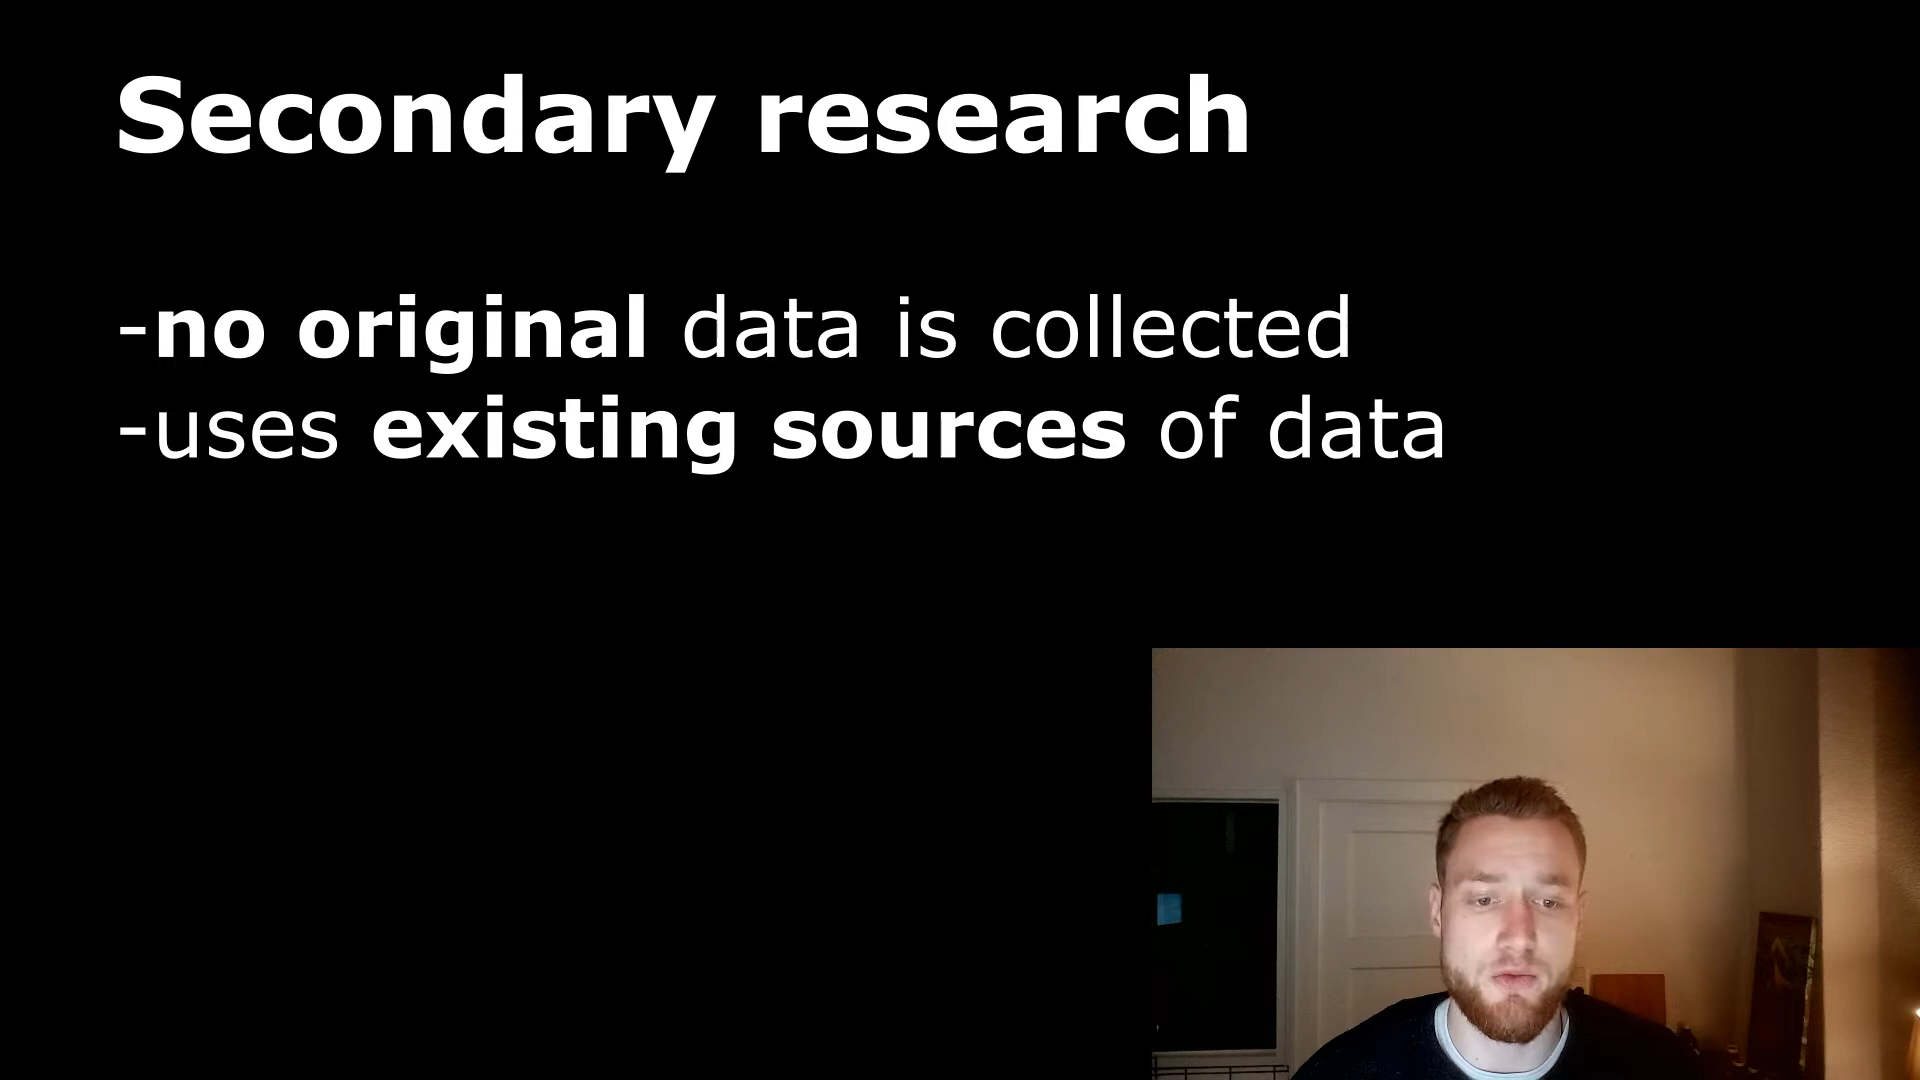 Secondary research
-no original data is collected
-uses existing sources of data